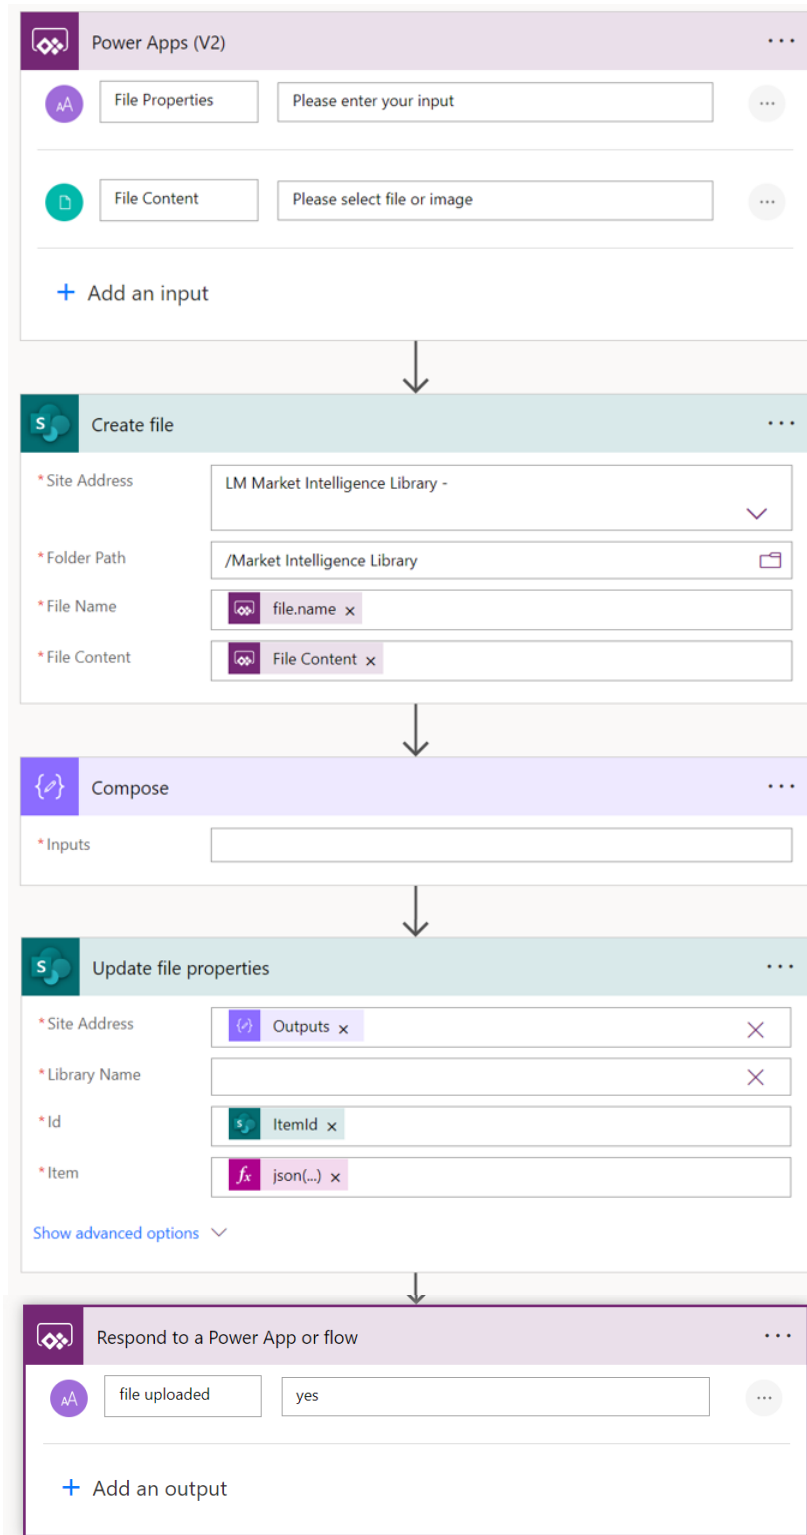 Power Apps (V2)
File Properties Please enter your input
File Content Please select file or image
+ Add an input
Create file
*Site Address LM Market Intelligence Library -
*Folder Path /Market Intelligence Library
*File Name file.name ×
*File Content File Content ×
Compose
*Inputs
Update file properties
*Site Address Outputs ×
*Library Name
*Id ItemId ×
*Item fx json(...) ×
Show advanced options
Respond to a Power App or flow
file uploaded yes
+ Add an output